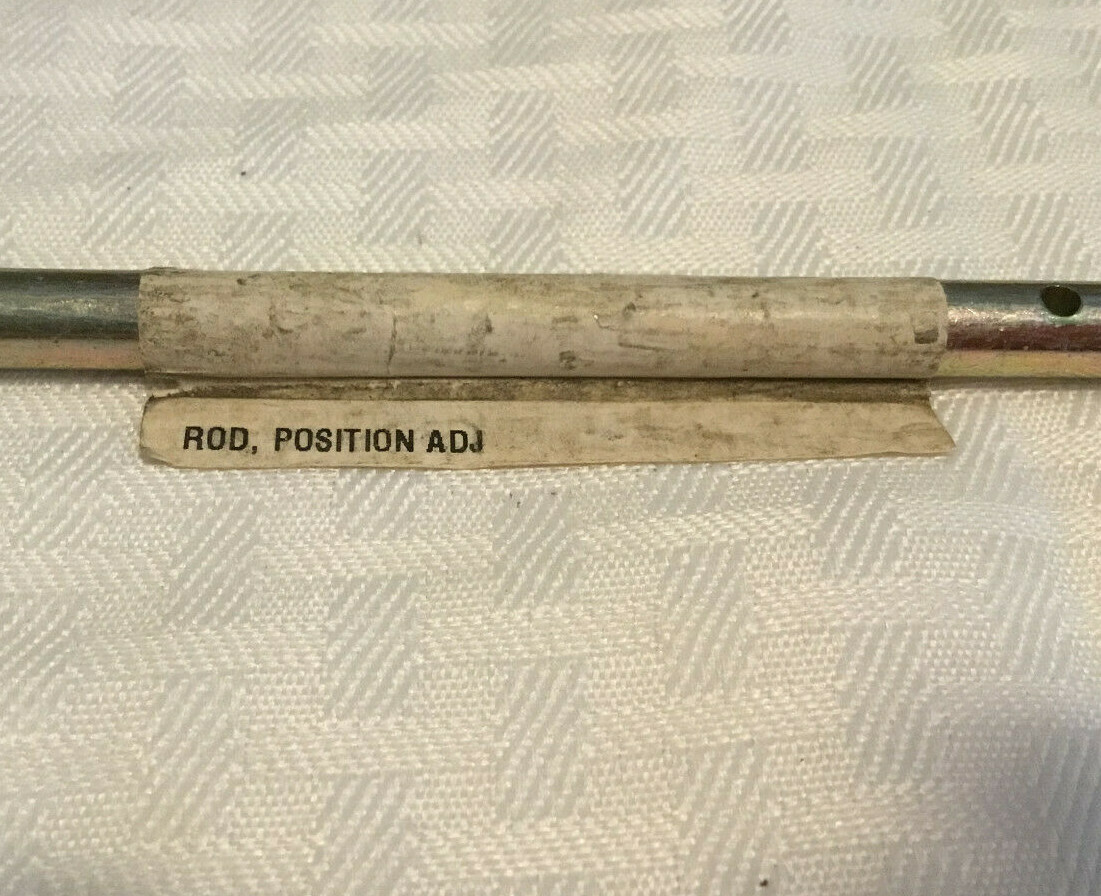 ROD, POSITION ADJ